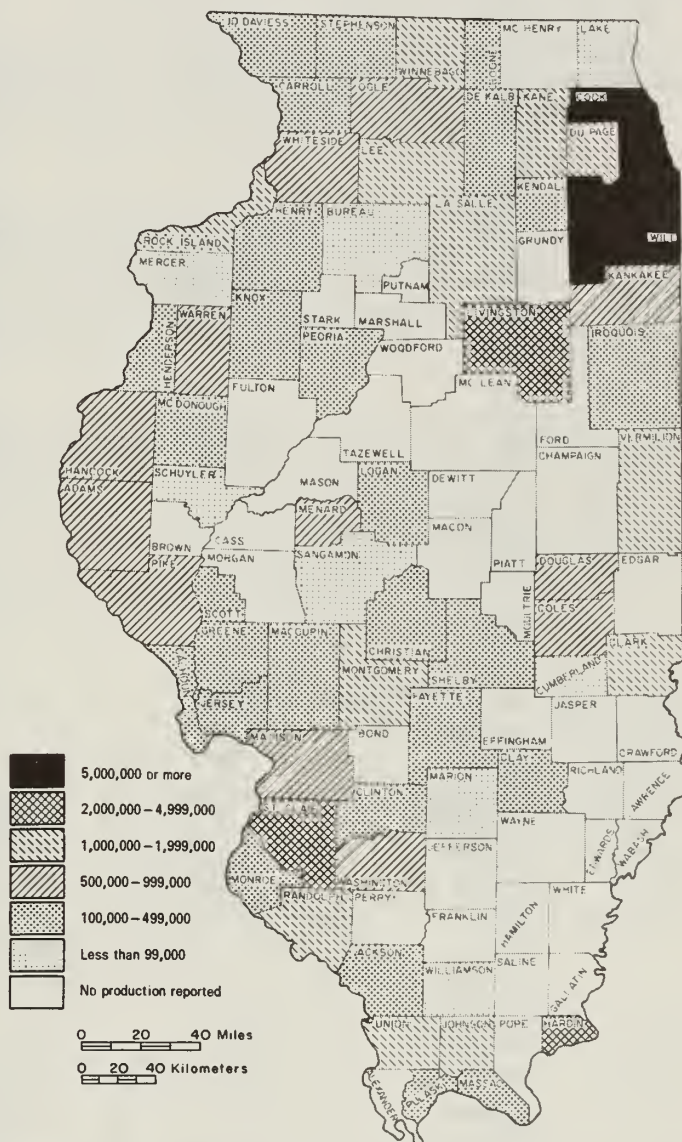 JO DAVIESS
STEPHENSON
WINNEBAGO
BOONE
MC HENRY
LAKE
CARROLL
OGLE
DE KALB
KANE
COOK
DU PAGE
WHITESIDE
LEE
KENDALL
LA SALLE
HENRY
BUREAU
ROCK ISLAND
GRUNDY
WILL
MERCER
PUTNAM
KANKAKEE
KNOX
STARK
MARSHALL
LIVINGSTON
WARREN
HENDERSON
PEORIA
WOODFORD
IROQUOIS
FULTON
MC LEAN
MC DONOUGH
TAZEWELL
FORD
VERMILION
HANCOCK
SCHUYLER
LOGAN
CHAMPAIGN
ADAMS
MASON
DEWITT
MENARD
MACON
BROWN
CASS
PIKE
MORGAN
SANGAMON
PIATT
DOUGLAS
EDGAR
SCOTT
MOULTRIE
COLES
GREENE
MACOUPIN
CHRISTIAN
CLARK
CALHOUN
MONTGOMERY
SHELBY
CUMBERLAND
JERSEY
FAYETTE
JASPER
MADISON
BOND
EFFINGHAM
CRAWFORD
CLAY
RICHLAND
LAWRENCE
MARION
ST. CLAIR
CLINTON
WAYNE
EDWARDS
WABASH
JEFFERSON
MONROE
WASHINGTON
RANDOLPH
PERRY
WHITE
FRANKLIN
HAMILTON
JACKSON
WILLIAMSON
SALINE
GALLATIN
UNION
JOHNSON
POPE
HARDIN
ALEXANDER
PULASKI
MASSAC
5,000,000 or more
2,000,000 – 4,999,000
1,000,000 – 1,999,000
500,000 – 999,000
100,000 – 499,000
Less than 99,000
No production reported
0 20 40 Miles
0 20 40 Kilometers